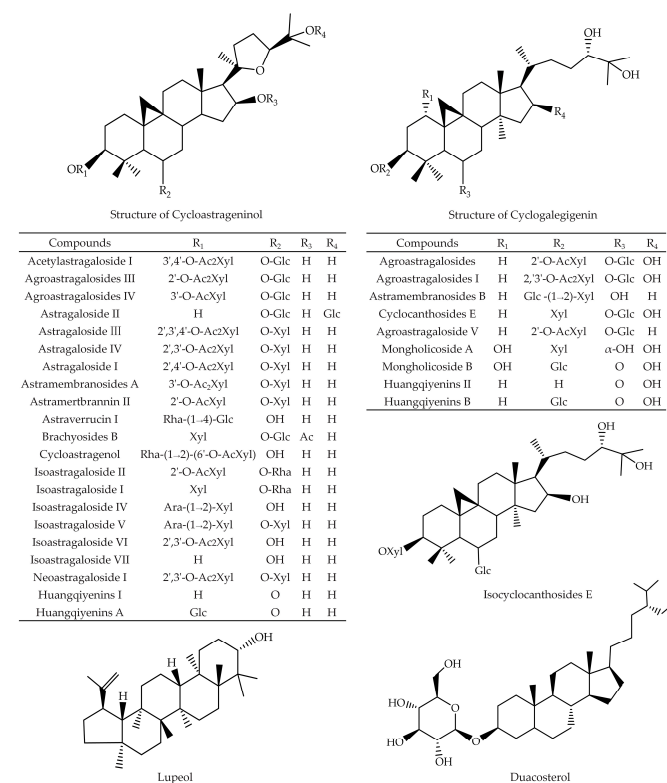 OR4
O
OR3
OR1
R2
Structure of Cycloastrageninol
Compounds R1 R2 R3 R4
Acetylastragaloside I 3',4'-O-Ac2Xyl O-Glc H H
Agroastragalosides III 2'-O-Ac2Xyl O-Glc H H
Agroastragalosides IV 3'-O-AcXyl O-Glc H H
Astragaloside II H O-Glc H Glc
Astragaloside III 2',3',4'-O-Ac2Xyl O-Xyl H H
Astragaloside IV 2',3'-O-Ac2Xyl O-Xyl H H
Astragaloside I 2',4'-O-Ac2Xyl O-Xyl H H
Astramembranosides A 3'-O-Ac2Xyl O-Xyl H H
Astramertbrannin II 2'-O-AcXyl O-Xyl H H
Astraverrucin I Rha-(1→4)-Glc OH H H
Brachyosides B Xyl O-Glc Ac H
Cycloastragenol Rha-(1→2)-(6'-O-AcXyl) OH H H
Isoastragaloside II 2'-O-AcXyl O-Rha H H
Isoastragaloside I Xyl O-Rha H H
Isoastragaloside IV Ara-(1→2)-Xyl OH H H
Isoastragaloside V Ara-(1→2)-Xyl O-Xyl H H
Isoastragaloside VI 2',3'-O-Ac2Xyl OH H H
Isoastragaloside VII H OH H H
Neoastragaloside I 2',3'-O-Ac2Xyl O-Xyl H H
Huangqiyenins I H O H H
Huangqiyenins A Glc O H H
OH
OH
R1
R4
OR2
R3
Structure of Cyclogalegigenin
Compounds R1 R2 R3 R4
Agroastragalosides H 2'-O-AcXyl O-Glc OH
Agroastragalosides I H 2,'3'-O-Ac2Xyl O-Glc OH
Astramembranosides B H Glc -(1→2)-Xyl OH H
Cyclocanthosides E H Xyl O-Glc OH
Agroastragaloside V H 2'-O-AcXyl O-Glc H
Mongholicoside A OH Xyl α-OH OH
Mongholicoside B OH Glc O OH
Huangqiyenins II H H O OH
Huangqiyenins B H Glc O OH
OH
OH
OH
OXyl
Glc
Isocyclocanthosides E
H
H
OH
Lupeol
OH
HO
O
HO
OH
O
H
H
H
Duacosterol